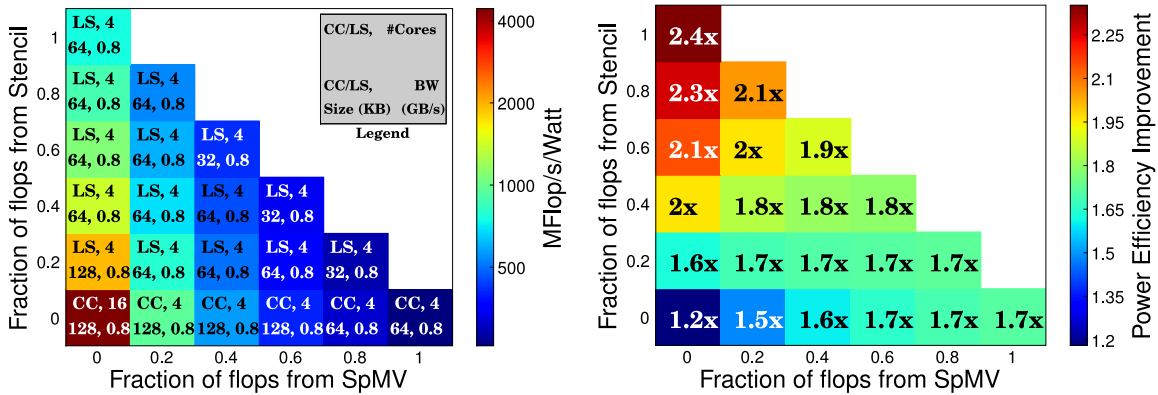 Fraction of flops from Stencil
1
0.8
0.6
0.4
0.2
0
LS, 4
64, 0.8
LS, 4 LS, 4
64, 0.8 64, 0.8
LS, 4 LS, 4 LS, 4
64, 0.8 64, 0.8 32, 0.8
LS, 4 LS, 4 LS, 4 LS, 4
64, 0.8 64, 0.8 64, 0.8 32, 0.8
LS, 4 LS, 4 LS, 4 LS, 4 LS, 4
128, 0.8 64, 0.8 64, 0.8 64, 0.8 32, 0.8
CC, 16 CC, 4 CC, 4 CC, 4 CC, 4 CC, 4
128, 0.8 128, 0.8 128, 0.8 128, 0.8 64, 0.8 64, 0.8
0 0.2 0.4 0.6 0.8 1
Fraction of flops from SpMV
CC/LS, #Cores
CC/LS, BW
Size (KB) (GB/s)
Legend
4000
2000
1000
500
MFlop/s/Watt
Fraction of flops from Stencil
1
0.8
0.6
0.4
0.2
0
2.4x
2.3x 2.1x
2.1x 2x 1.9x
2x 1.8x 1.8x 1.8x
1.6x 1.7x 1.7x 1.7x 1.7x
1.2x 1.5x 1.6x 1.7x 1.7x 1.7x
0 0.2 0.4 0.6 0.8 1
Fraction of flops from SpMV
2.25
2.1
1.95
1.8
1.65
1.5
1.35
1.2
Power Efficiency Improvement